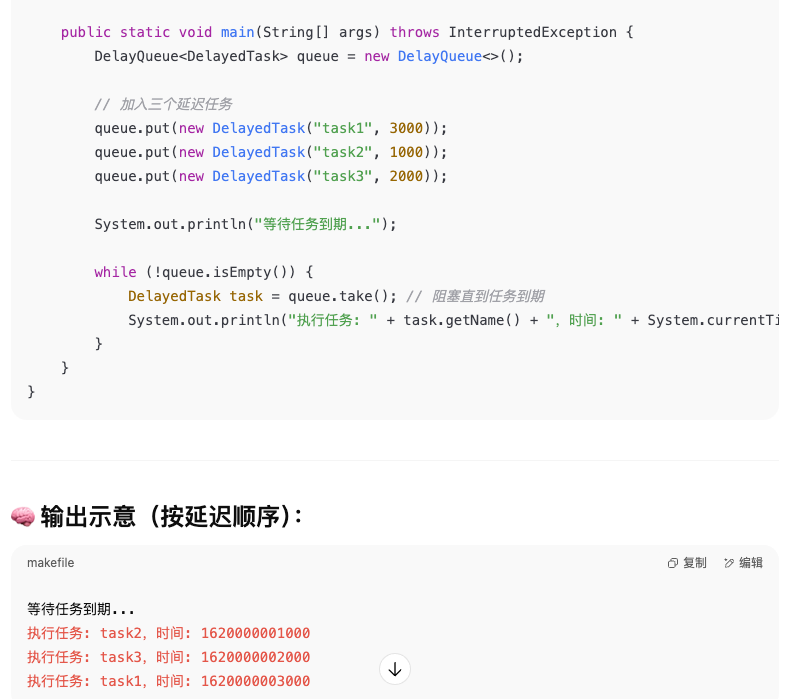 public static void main(String[] args) throws InterruptedException {
DelayQueue<DelayedTask> queue = new DelayQueue<>();
// 加入三个延迟任务
queue.put(new DelayedTask("task1", 3000));
queue.put(new DelayedTask("task2", 1000));
queue.put(new DelayedTask("task3", 2000));
System.out.println("等待任务到期...");
while (!queue.isEmpty()) {
DelayedTask task = queue.take(); // 阻塞直到任务到期
System.out.println("执行任务: " + task.getName() + ", 时间: " + System.currentTi
}
}
}
🧠 输出示意（按延迟顺序）：
makefile 复制 编辑
等待任务到期...
执行任务: task2, 时间: 1620000001000
执行任务: task3, 时间: 1620000002000
执行任务: task1, 时间: 1620000003000